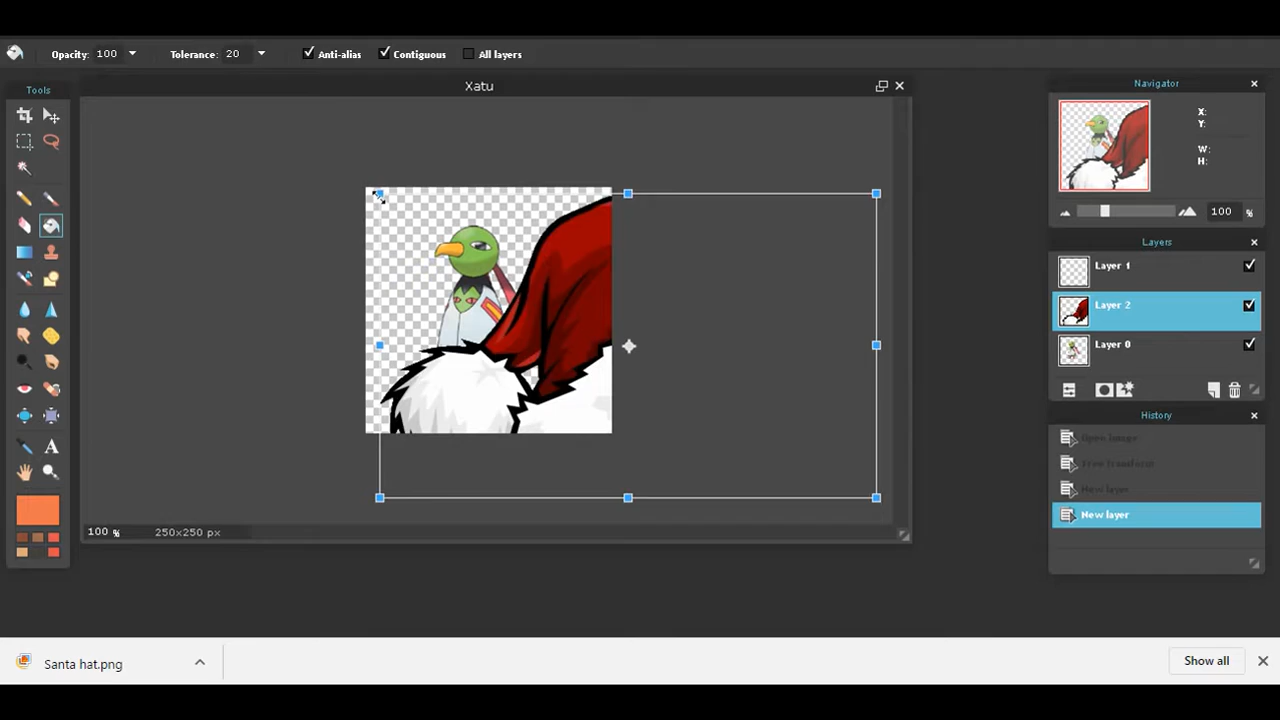 Opacity: 100 Tolerance: 20 Anti-alias Contiguous All layers
Tools
Xatu
Navigator
X:
Y:
W:
H:
100 %
Layers
Layer 1
Layer 2
Layer 0
History
Open image
Free transform
New layer
New layer
A
100 % 250x250 px
Santa hat.png
Show all